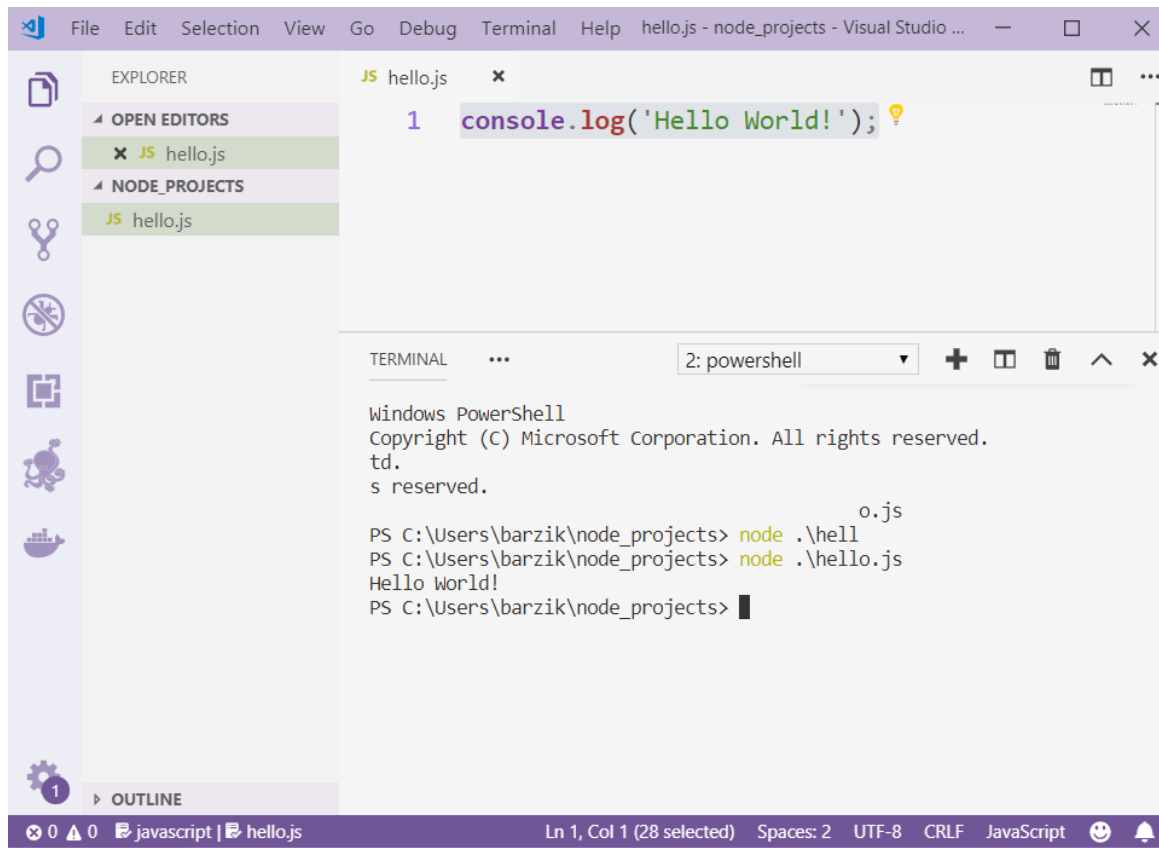 File Edit Selection View Go Debug Terminal Help hello.js - node_projects - Visual Studio ...
EXPLORER
OPEN EDITORS
JS hello.js
NODE_PROJECTS
JS hello.js
OUTLINE
JS hello.js
1 console.log('Hello World!');
TERMINAL ••• 2: powershell
Windows PowerShell
Copyright (C) Microsoft Corporation. All rights reserved.
td.
s reserved.
o.js
PS C:\Users\barzik\node_projects> node .\hell
PS C:\Users\barzik\node_projects> node .\hello.js
Hello World!
PS C:\Users\barzik\node_projects>
1
0 0 javascript | hello.js Ln 1, Col 1 (28 selected) Spaces: 2 UTF-8 CRLF JavaScript